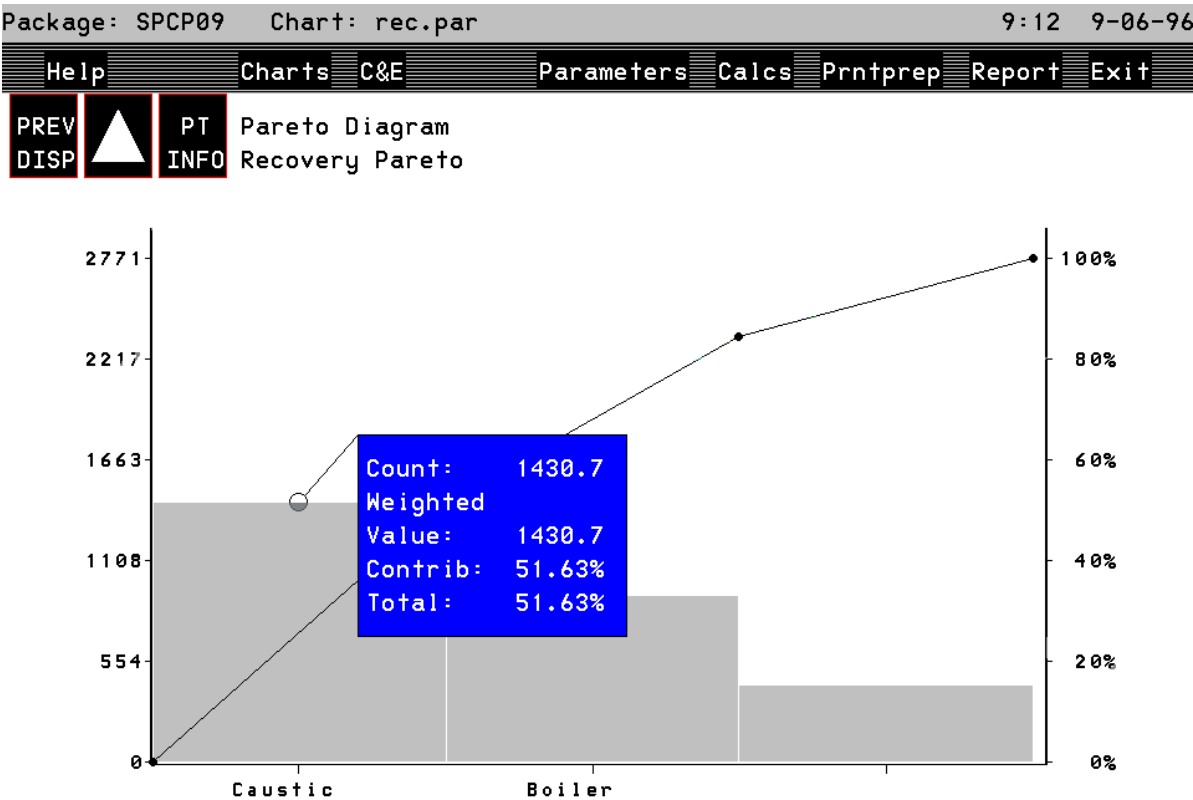 Package: SPCP09 Chart: rec.par 9:12 9-06-96
Help Charts C&E Parameters Calcs Prntprep Report Exit
PREV PT Pareto Diagram
DISP INFO Recovery Pareto
2771 100%
2217 80%
1663 60%
Count: 1430.7
Weighted
Value: 1430.7
1108 40%
Contrib: 51.63%
Total: 51.63%
554 20%
0 0%
Caustic Boiler